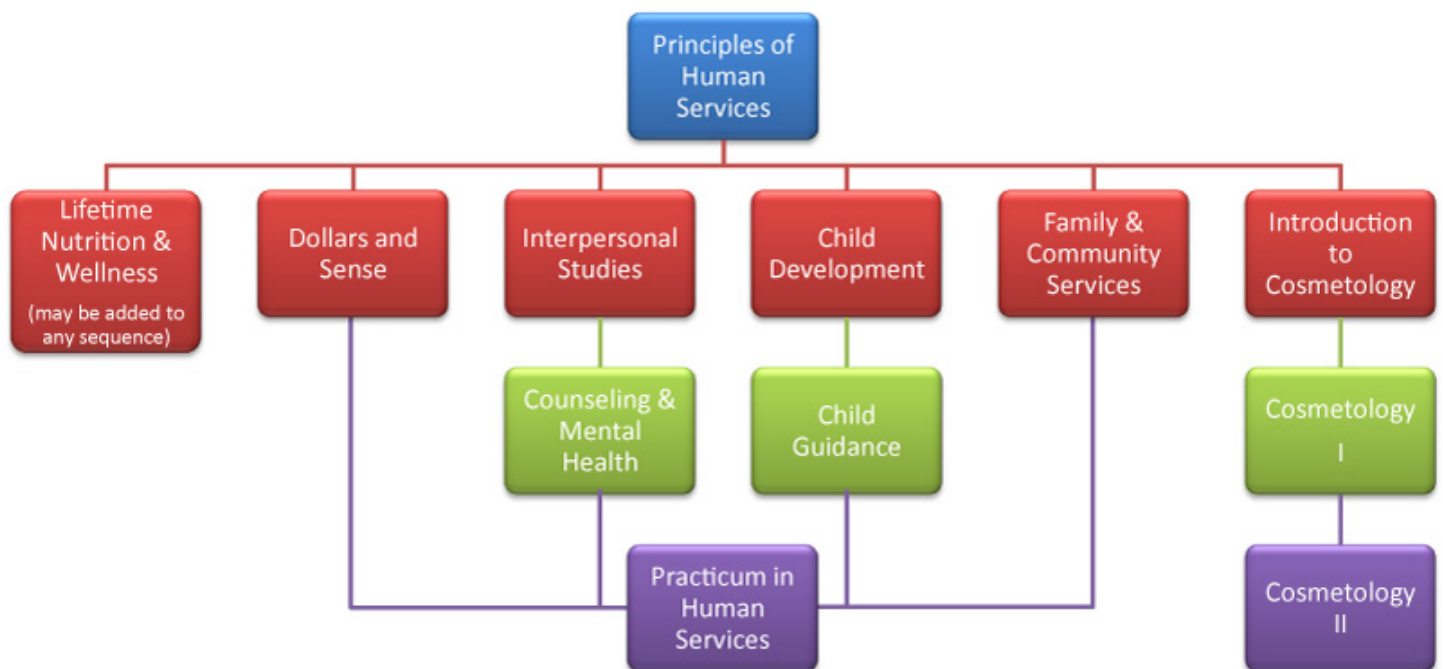 Principles of
Human
Services
Lifetime
Nutrition &
Wellness
(may be added to
any sequence)
Dollars and
Sense
Interpersonal
Studies
Child
Development
Family &
Community
Services
Introduction
to
Cosmetology
Counseling &
Mental
Health
Child
Guidance
Cosmetology
I
Practicum in
Human
Services
Cosmetology
II